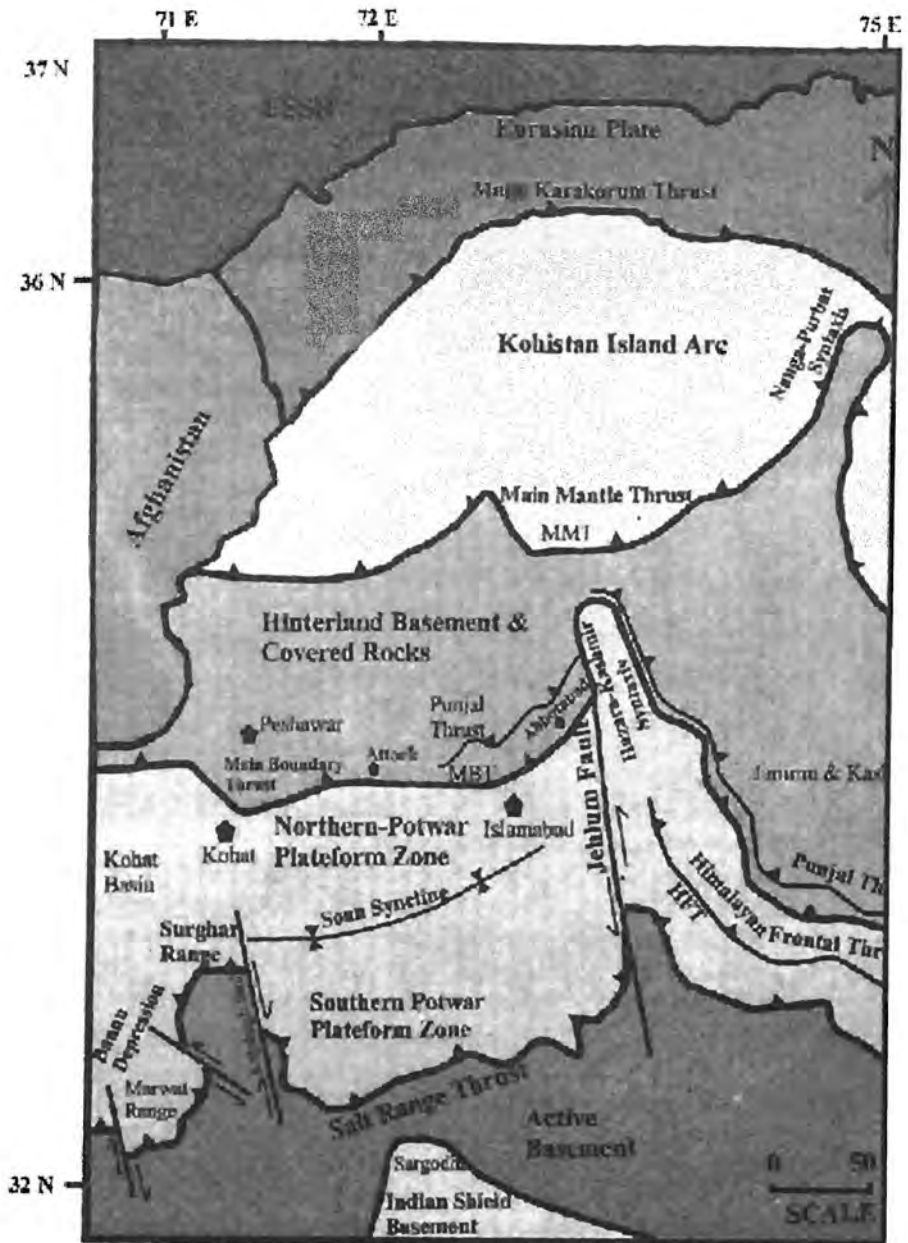 71 E
72 E
75 E
37 N
Eurasian Plate
N
Main Karakorum Thrust
36 N
Kohistan Island Arc
Nanga-Purbat
Syntaxis
Afghanistan
Main Mantle Thrust
MMT
Hinterland Basement &
Covered Rocks
Hazara-Kashmir
Syntaxis
Punjal
Thrust
Abbottabad
Peshawar
Main Boundary
Thrust
Attock
MBT
Jehlum Fault
Northern-Potwar
Plateform Zone
Islamabad
Kohat
Kohat
Basin
Punjal
Himalayan Frontal
HFT
Soan Syncline
Surghar
Range
Southern Potwar
Plateform Zone
Bannu
Depression
Marwat
Range
Salt Range Thrust
Active
Basement
0 50
SCALE
Sargodha
32 N
Indian Shield
Basement